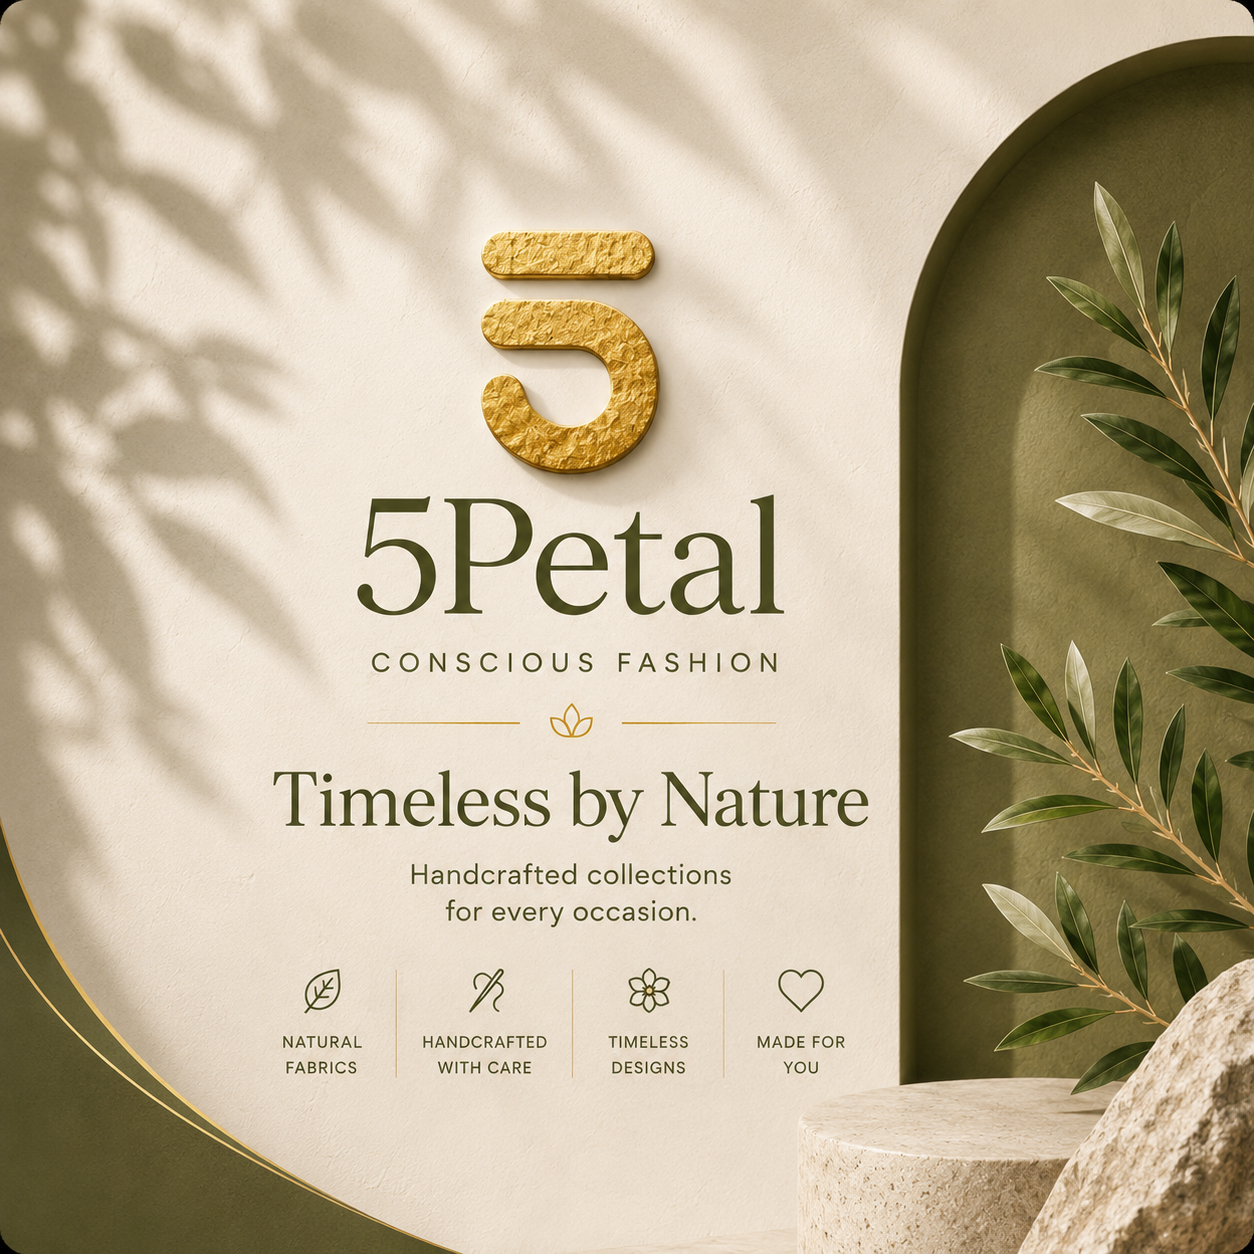 5
5Petal
CONSCIOUS FASHION
Timeless by Nature
Handcrafted collections
for every occasion.
NATURAL
FABRICS
HANDCRAFTED
WITH CARE
TIMELESS
DESIGNS
MADE FOR
YOU